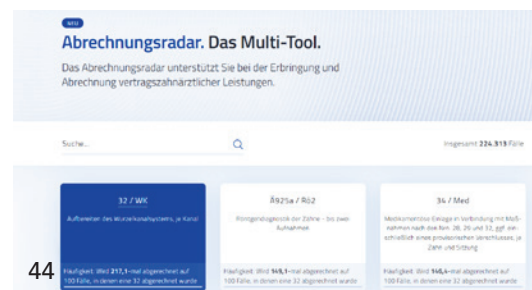 NEU
Abrechnungsradar. Das Multi-Tool.
Das Abrechnungsradar unterstützt Sie bei der Erbringung und
Abrechnung vertragszahnärztlicher Leistungen.
Suche...
Insgesamt 224.313 Fälle
32 / WK
Aufbereiten des Wurzelkanalsystems, je Kanal
Häufigkeit: Wird 217,1-mal abgerechnet auf
100 Fälle, in denen eine 32 abgerechnet wurde
Ä925a / Rö2
Röntgendiagnostik der Zähne - bis zwei
Aufnahmen
Häufigkeit: Wird 149,1-mal abgerechnet auf
100 Fälle, in denen eine 32 abgerechnet wurde
34 / Med
Medikamentöse Einlage in Verbindung mit Maß-
nahmen nach den Nrn. 28, 29 und 32, ggf. ein-
schließlich eines provisorischen Verschlusses, je
Zahn und Sitzung
Häufigkeit: Wird 146,4-mal abgerechnet auf
100 Fälle, in denen eine 32 abgerechnet wurde
44